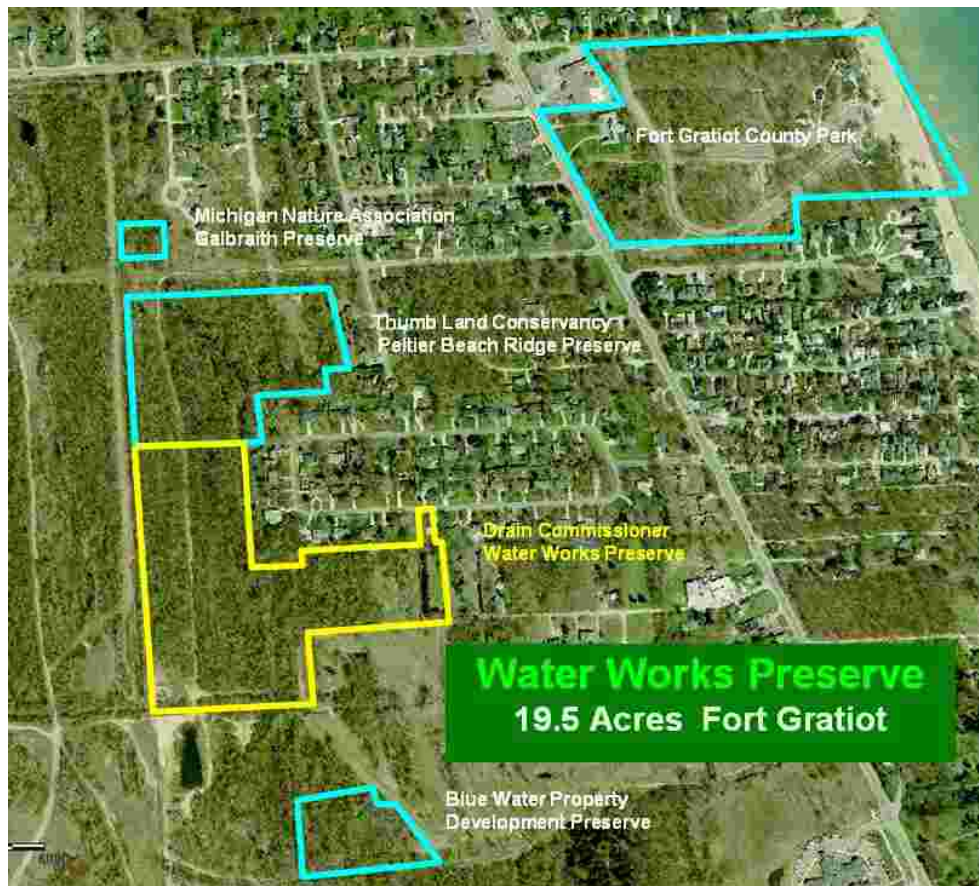 Fort Gratiot County Park
Michigan Nature Association
Galbraith Preserve
Thumb Land Conservancy
Peltier Beach Ridge Preserve
Drain Commissioner
Water Works Preserve
Water Works Preserve
19.5 Acres Fort Gratiot
Blue Water Property
Development Preserve